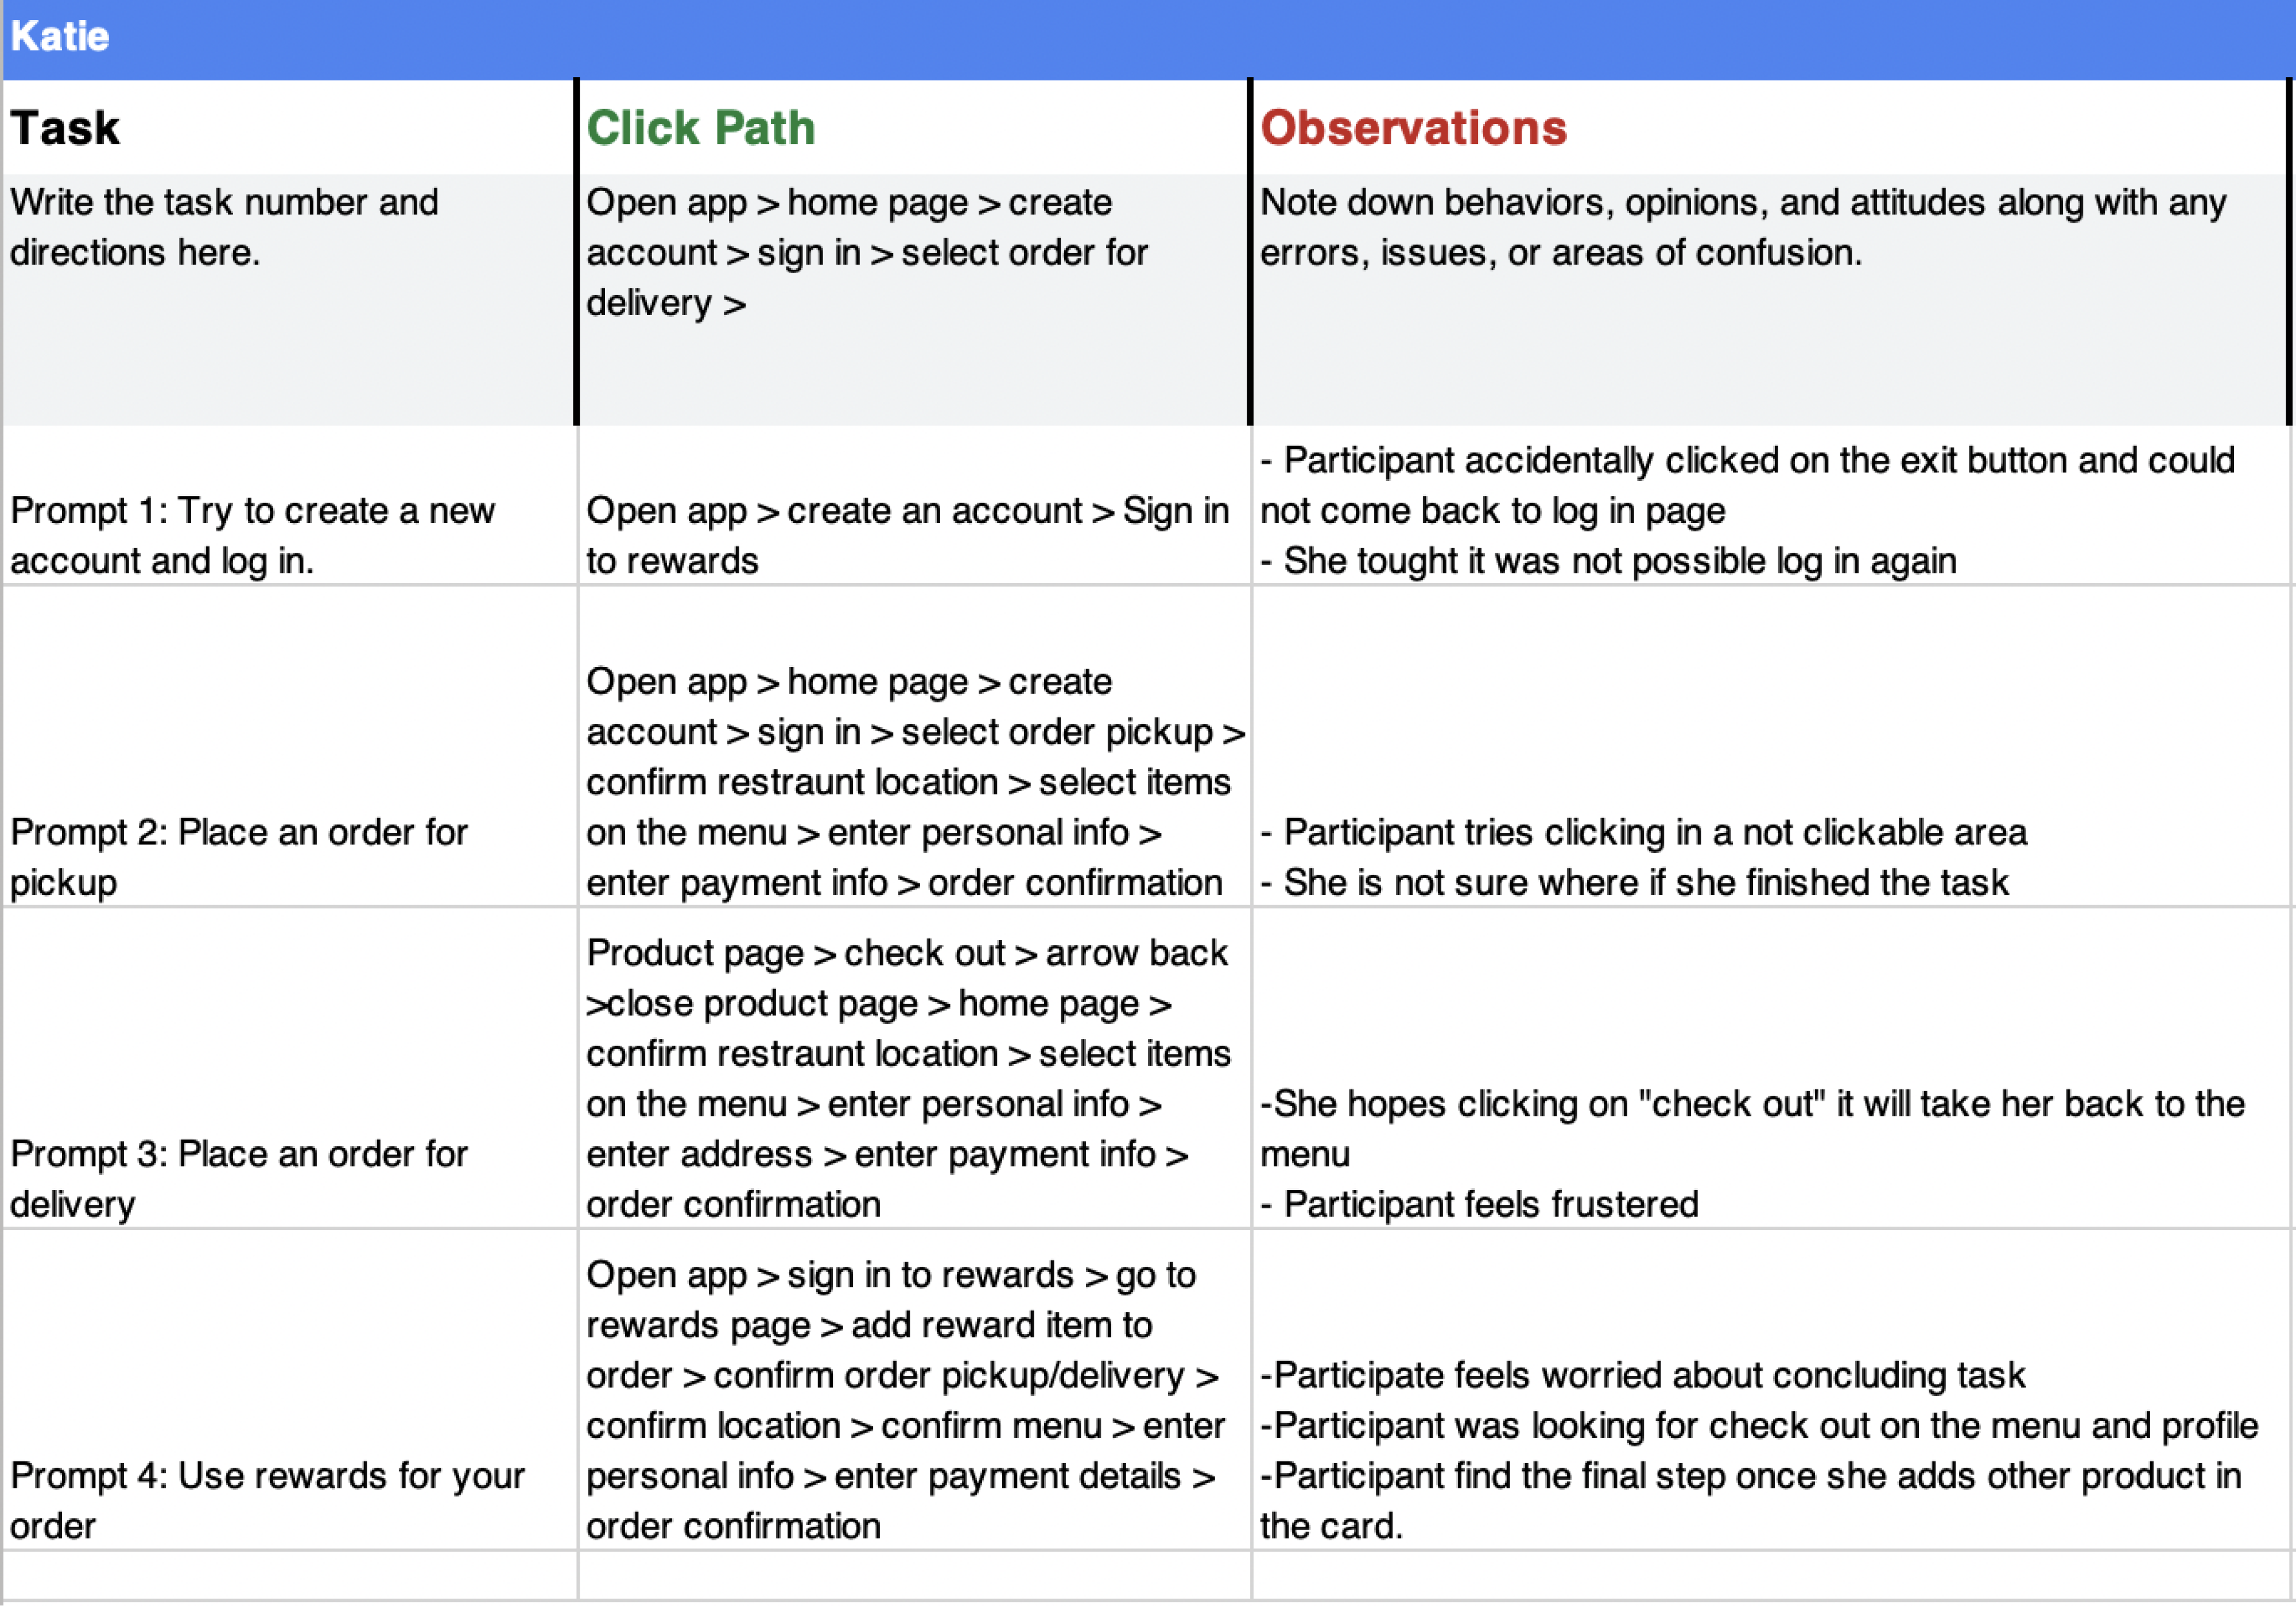 Katie
Task
Click Path
Observations
Write the task number and
directions here.
Open app > home page > create
account > sign in > select order for
delivery >
Note down behaviors, opinions, and attitudes along with any
errors, issues, or areas of confusion.
Prompt 1: Try to create a new
account and log in.
Open app > create an account > Sign in
to rewards
- Participant accidentally clicked on the exit button and could
not come back to log in page
- She tought it was not possible log in again
Prompt 2: Place an order for
pickup
Open app > home page > create
account > sign in > select order pickup >
confirm restraunt location > select items
on the menu > enter personal info >
enter payment info > order confirmation
- Participant tries clicking in a not clickable area
- She is not sure where if she finished the task
Prompt 3: Place an order for
delivery
Product page > check out > arrow back
>close product page > home page >
confirm restraunt location > select items
on the menu > enter personal info >
enter address > enter payment info >
order confirmation
-She hopes clicking on "check out" it will take her back to the
menu
- Participant feels frustered
Prompt 4: Use rewards for your
order
Open app > sign in to rewards > go to
rewards page > add reward item to
order > confirm order pickup/delivery >
confirm location > confirm menu > enter
personal info > enter payment details >
order confirmation
-Participate feels worried about concluding task
-Participant was looking for check out on the menu and profile
-Participant find the final step once she adds other product in
the card.